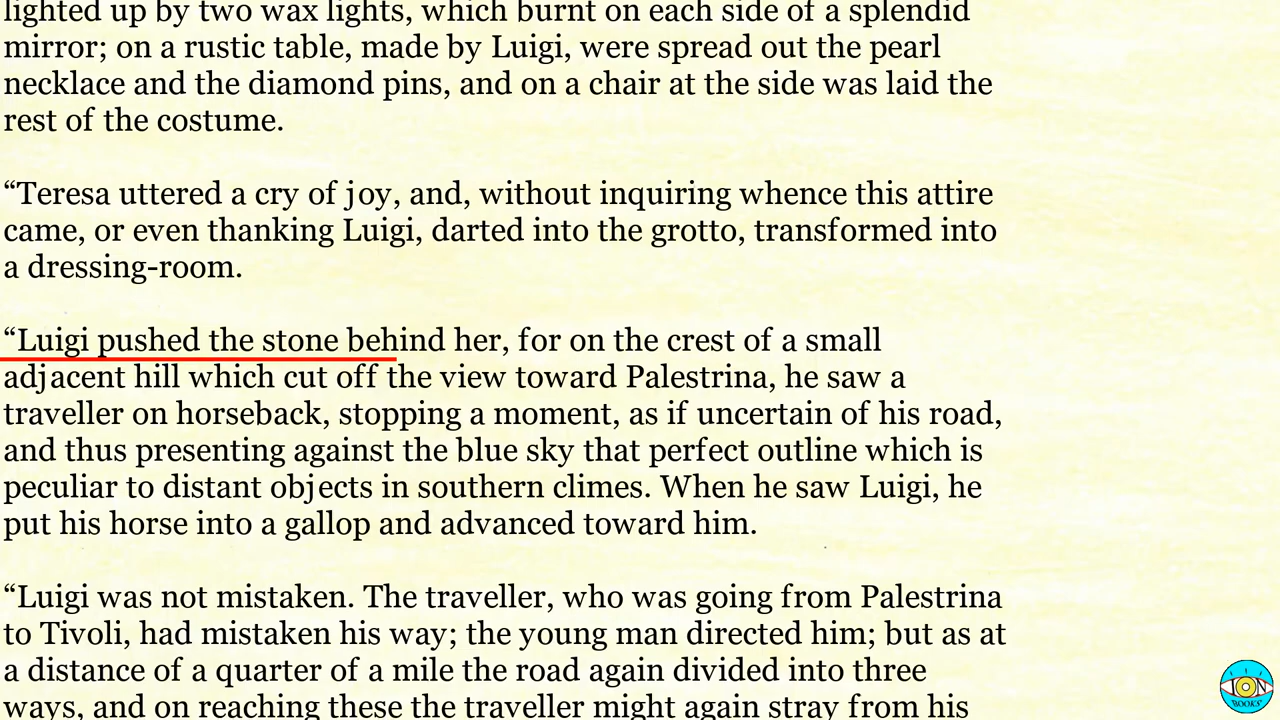 lighted up by two wax lights, which burnt on each side of a splendid
mirror; on a rustic table, made by Luigi, were spread out the pearl
necklace and the diamond pins, and on a chair at the side was laid the
rest of the costume.
“Teresa uttered a cry of joy, and, without inquiring whence this attire
came, or even thanking Luigi, darted into the grotto, transformed into
a dressing-room.
“Luigi pushed the stone behind her, for on the crest of a small
adjacent hill which cut off the view toward Palestrina, he saw a
traveller on horseback, stopping a moment, as if uncertain of his road,
and thus presenting against the blue sky that perfect outline which is
peculiar to distant objects in southern climes. When he saw Luigi, he
put his horse into a gallop and advanced toward him.
“Luigi was not mistaken. The traveller, who was going from Palestrina
to Tivoli, had mistaken his way; the young man directed him; but as at
a distance of a quarter of a mile the road again divided into three
ways, and on reaching these the traveller might again stray from his
ION
BOOKS